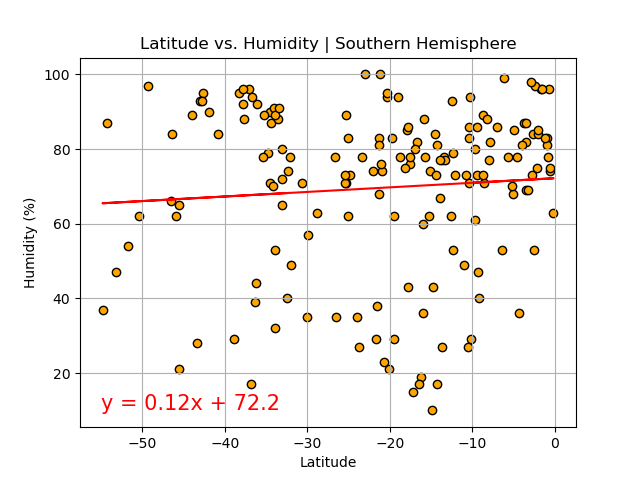 Latitude vs. Humidity | Southern Hemisphere
100
80
60
40
20
Humidity (%)
y = 0.12x + 72.2
−50 −40 −30 −20 −10 0
Latitude